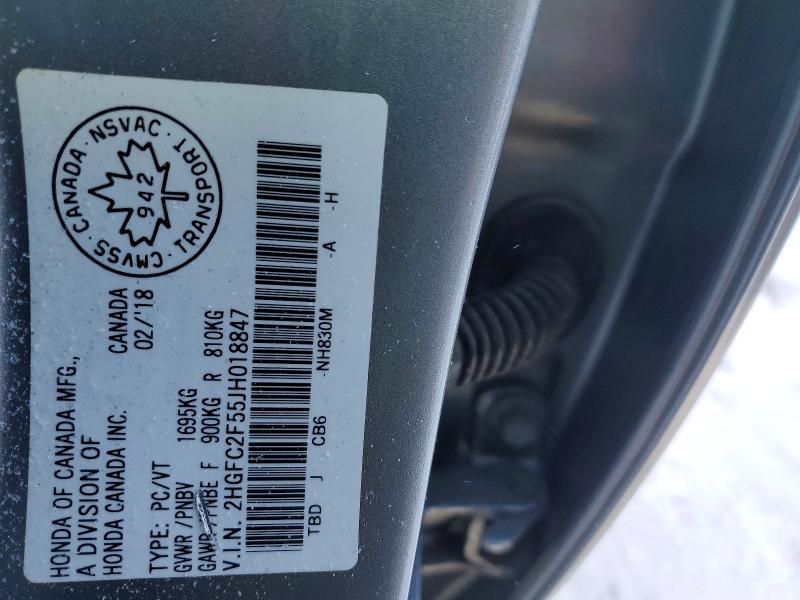 HONDA OF CANADA MFG.,
A DIVISION OF
HONDA CANADA INC.
CANADA
02/'18
CANADA · NSVAC · TRANSPORT · CMVSS ·
942
TYPE: PC/VT
GVWR /PNBV 1695KG
GAWR /PNBE F 900KG R 810KG
V.I.N. 2HGFC2F55JH018847
TBD J CB6 -NH830M -A -H